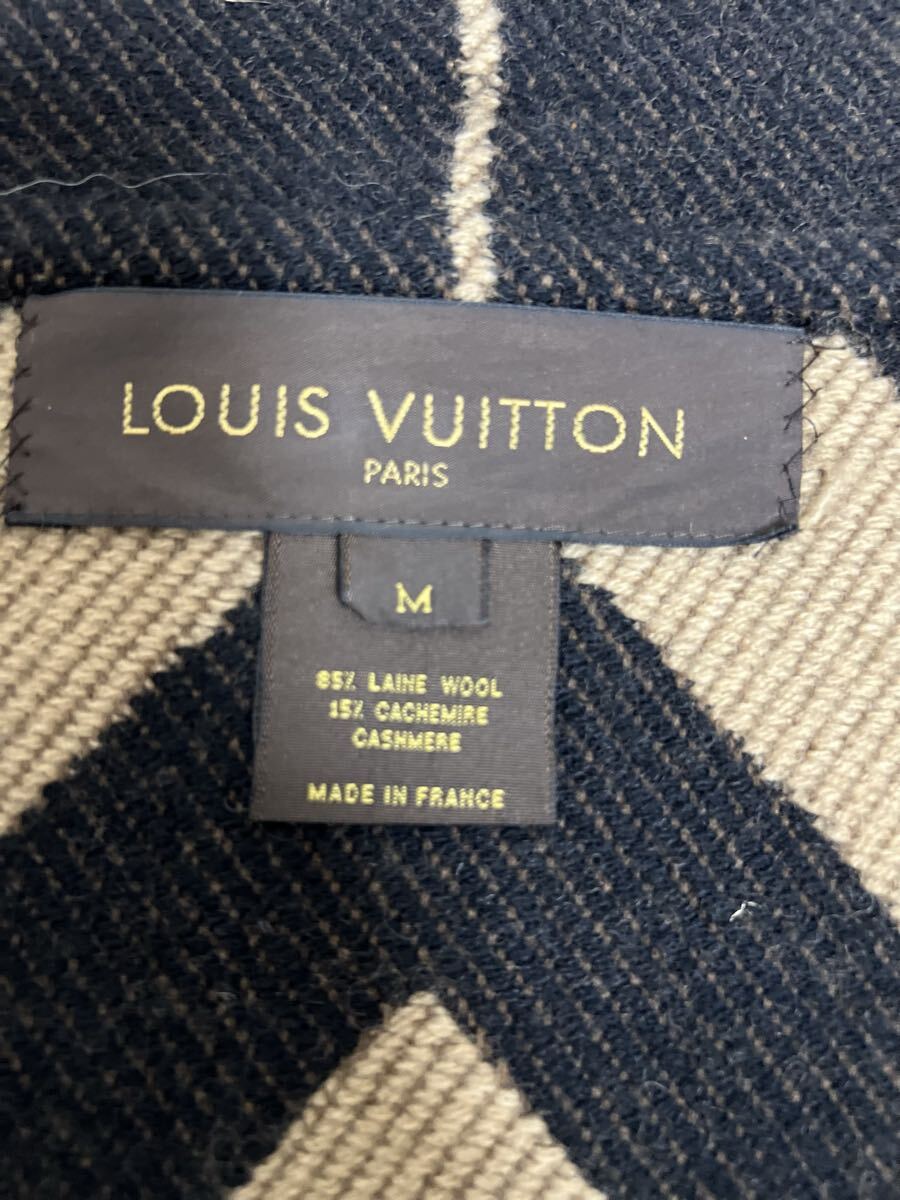 LOUIS VUITTON
PARIS
M
85% LAINE WOOL
15% CACHEMIRE
CASHMERE
MADE IN FRANCE